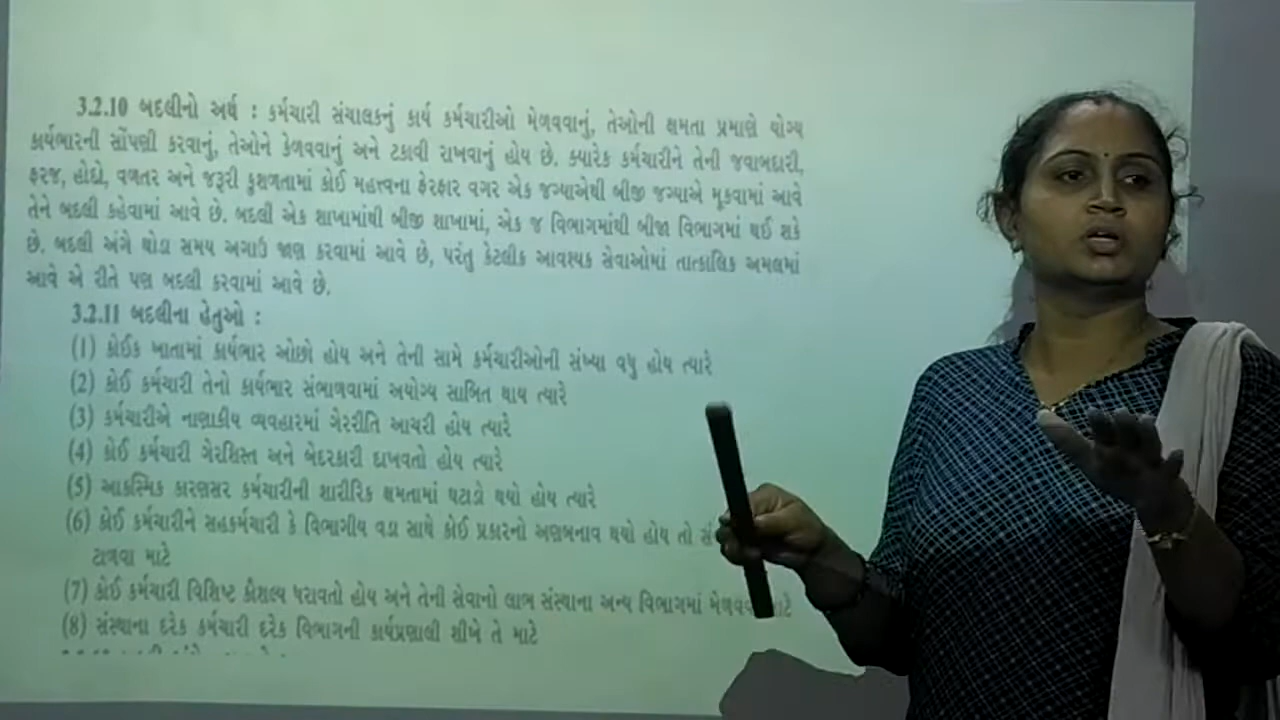 3.2.10 બદલીનો અર્થ : કર્મચારી સંચાલકનું કાર્ય કર્મચારીઓ મેળવવાનું, તેઓની ક્ષમતા પ્રમાણે યોગ્ય
કાર્યભારની સોંપણી કરવાનું, તેઓને કેળવવાનું અને ટકાવી રાખવાનું હોય છે. ક્યારેક કર્મચારીને તેની જવાબદારી,
ફરજ, હોદ્દો, વળતર અને જરૂરી કુશળતામાં કોઈ મહત્ત્વના ફેરફાર વગર એક જગ્યાએથી બીજી જગ્યાએ મૂકવામાં આવે
તેને બદલી કહેવામાં આવે છે. બદલી એક શાખામાંથી બીજી શાખામાં, એક જ વિભાગમાંથી બીજા વિભાગમાં થઈ શકે
છે. બદલી અંગે થોડા સમય અગાઉ જાણ કરવામાં આવે છે, પરંતુ કેટલીક આવશ્યક સેવાઓમાં તાત્કાલિક અમલમાં
આવે એ રીતે પણ બદલી કરવામાં આવે છે.
3.2.11 બદલીના હેતુઓ :
(1) કોઈક ખાતામાં કાર્યભાર ઓછો હોય અને તેની સામે કર્મચારીઓની સંખ્યા વધુ હોય ત્યારે
(2) કોઈ કર્મચારી તેનો કાર્યભાર સંભાળવામાં અયોગ્ય સાબિત થાય ત્યારે
(3) કર્મચારીએ નાણાકીય વ્યવહારમાં ગેરરીતિ આચરી હોય ત્યારે
(4) કોઈ કર્મચારી ગેરશિસ્ત અને બેદરકારી દાખવતો હોય ત્યારે
(5) આકસ્મિક કારણસર કર્મચારીની શારીરિક ક્ષમતામાં ઘટાડો થયો હોય ત્યારે
(6) કોઈ કર્મચારીને સહકર્મચારી કે વિભાગીય વડા સાથે કોઈ પ્રકારનો અણબનાવ થયો હોય તો
ટાળવા માટે
(7) કોઈ કર્મચારી વિશિષ્ટ કૌશલ્ય ધરાવતો હોય અને તેની સેવાનો લાભ સંસ્થાના અન્ય વિભાગમાં
(8) સંસ્થાના દરેક કર્મચારી દરેક વિભાગની કાર્યપ્રણાલી શીખે તે માટે